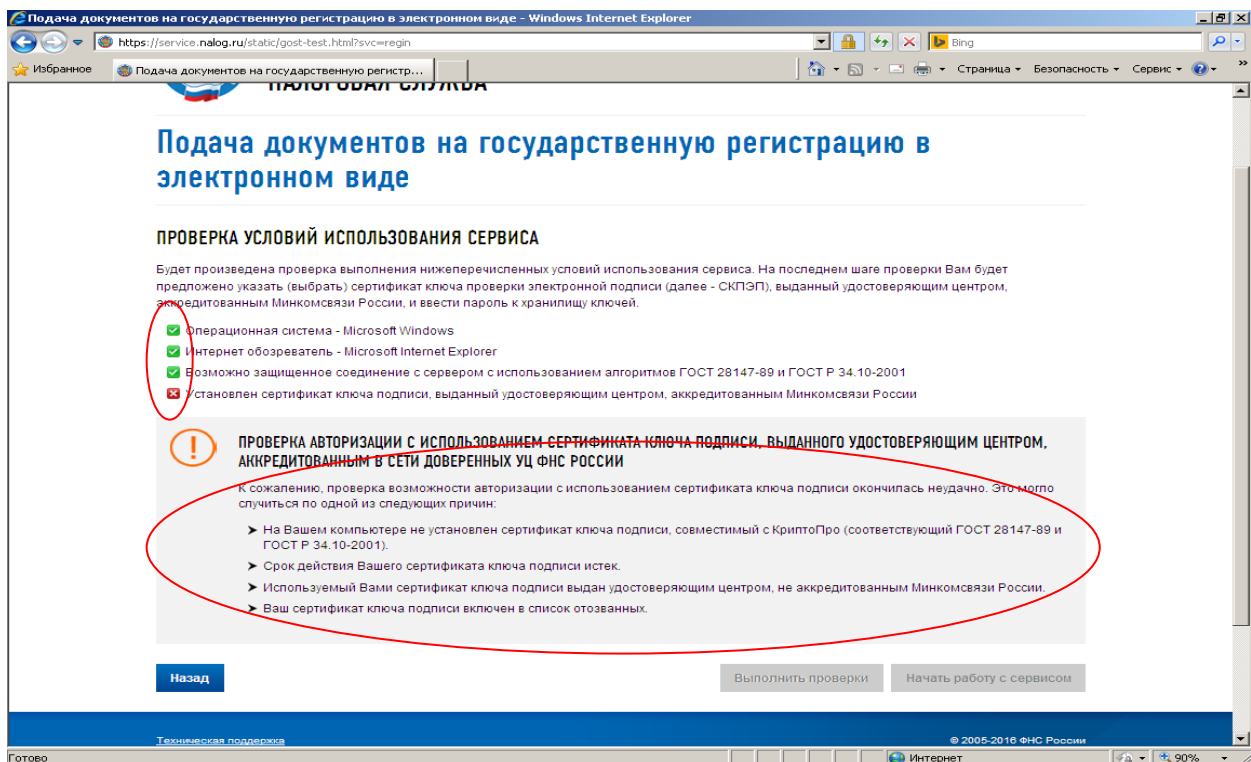 Подача документов на государственную регистрацию в электронном виде - Windows Internet Explorer
https://service.nalog.ru/static/gost-test.html?svc=regin
Bing
Избранное
Подача документов на государственную регистр...
Страница
Безопасность
Сервис
НАЛОГОВАЯ СЛУЖБА
Подача документов на государственную регистрацию в
электронном виде
ПРОВЕРКА УСЛОВИЙ ИСПОЛЬЗОВАНИЯ СЕРВИСА
Будет произведена проверка выполнения нижеперечисленных условий использования сервиса. На последнем шаге проверки Вам будет
предложено указать (выбрать) сертификат ключа проверки электронной подписи (далее - СКПЭП), выданный удостоверяющим центром,
аккредитованным Минкомсвязи России, и ввести пароль к хранилищу ключей.
Операционная система - Microsoft Windows
Интернет обозреватель - Microsoft Internet Explorer
Возможно защищенное соединение с сервером с использованием алгоритмов ГОСТ 28147-89 и ГОСТ Р 34.10-2001
Установлен сертификат ключа подписи, выданный удостоверяющим центром, аккредитованным Минкомсвязи России
ПРОВЕРКА АВТОРИЗАЦИИ С ИСПОЛЬЗОВАНИЕМ СЕРТИФИКАТА КЛЮЧА ПОДПИСИ, ВЫДАННОГО УДОСТОВЕРЯЮЩИМ ЦЕНТРОМ,
АККРЕДИТОВАННЫМ В СЕТИ ДОВЕРЕННЫХ УЦ ФНС РОССИИ
К сожалению, проверка возможности авторизации с использованием сертификата ключа подписи окончилась неудачно. Это могло
случиться по одной из следующих причин:
➤ На Вашем компьютере не установлен сертификат ключа подписи, совместимый с КриптоПро (соответствующий ГОСТ 28147-89 и
ГОСТ Р 34.10-2001).
➤ Срок действия Вашего сертификата ключа подписи истек.
➤ Используемый Вами сертификат ключа подписи выдан удостоверяющим центром, не аккредитованным Минкомсвязи России.
➤ Ваш сертификат ключа подписи включен в список отозванных.
Назад
Выполнить проверки
Начать работу с сервисом
Техническая поддержка
© 2005-2016 ФНС России
Готово
Интернет
90%